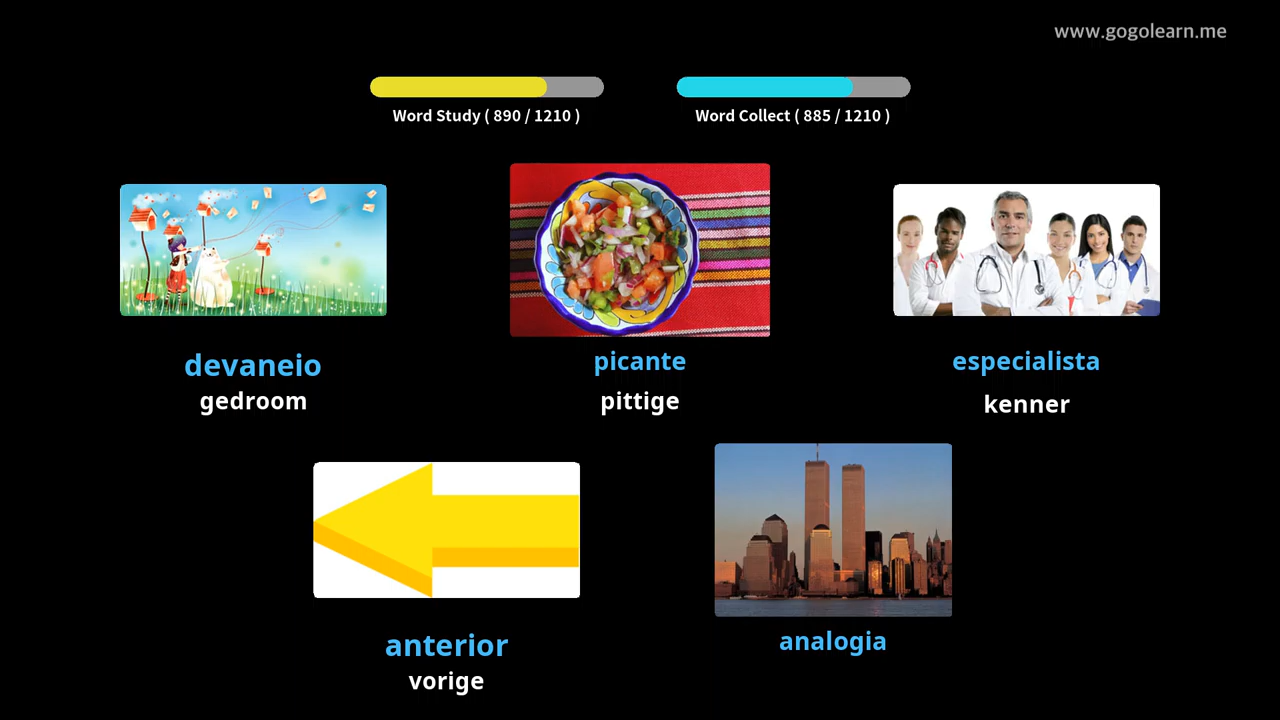 www.gogolearn.me
Word Study ( 890 / 1210 )
Word Collect ( 885 / 1210 )
devaneio
gedroom
picante
pittige
especialista
kenner
anterior
vorige
analogia